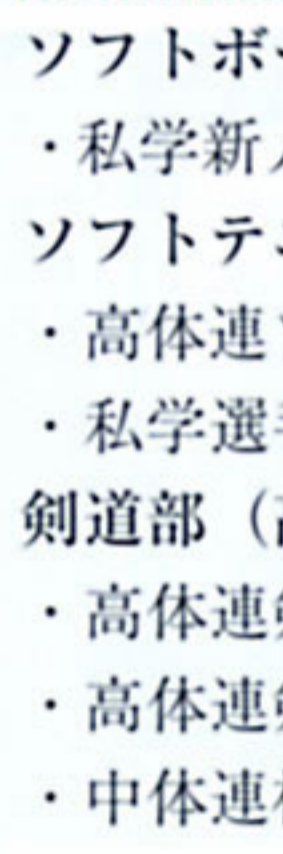 ソフトボ
・私学新
ソフトテ
・高体連
・私学選
剣道部（
・高体連
・高体連
・中体連